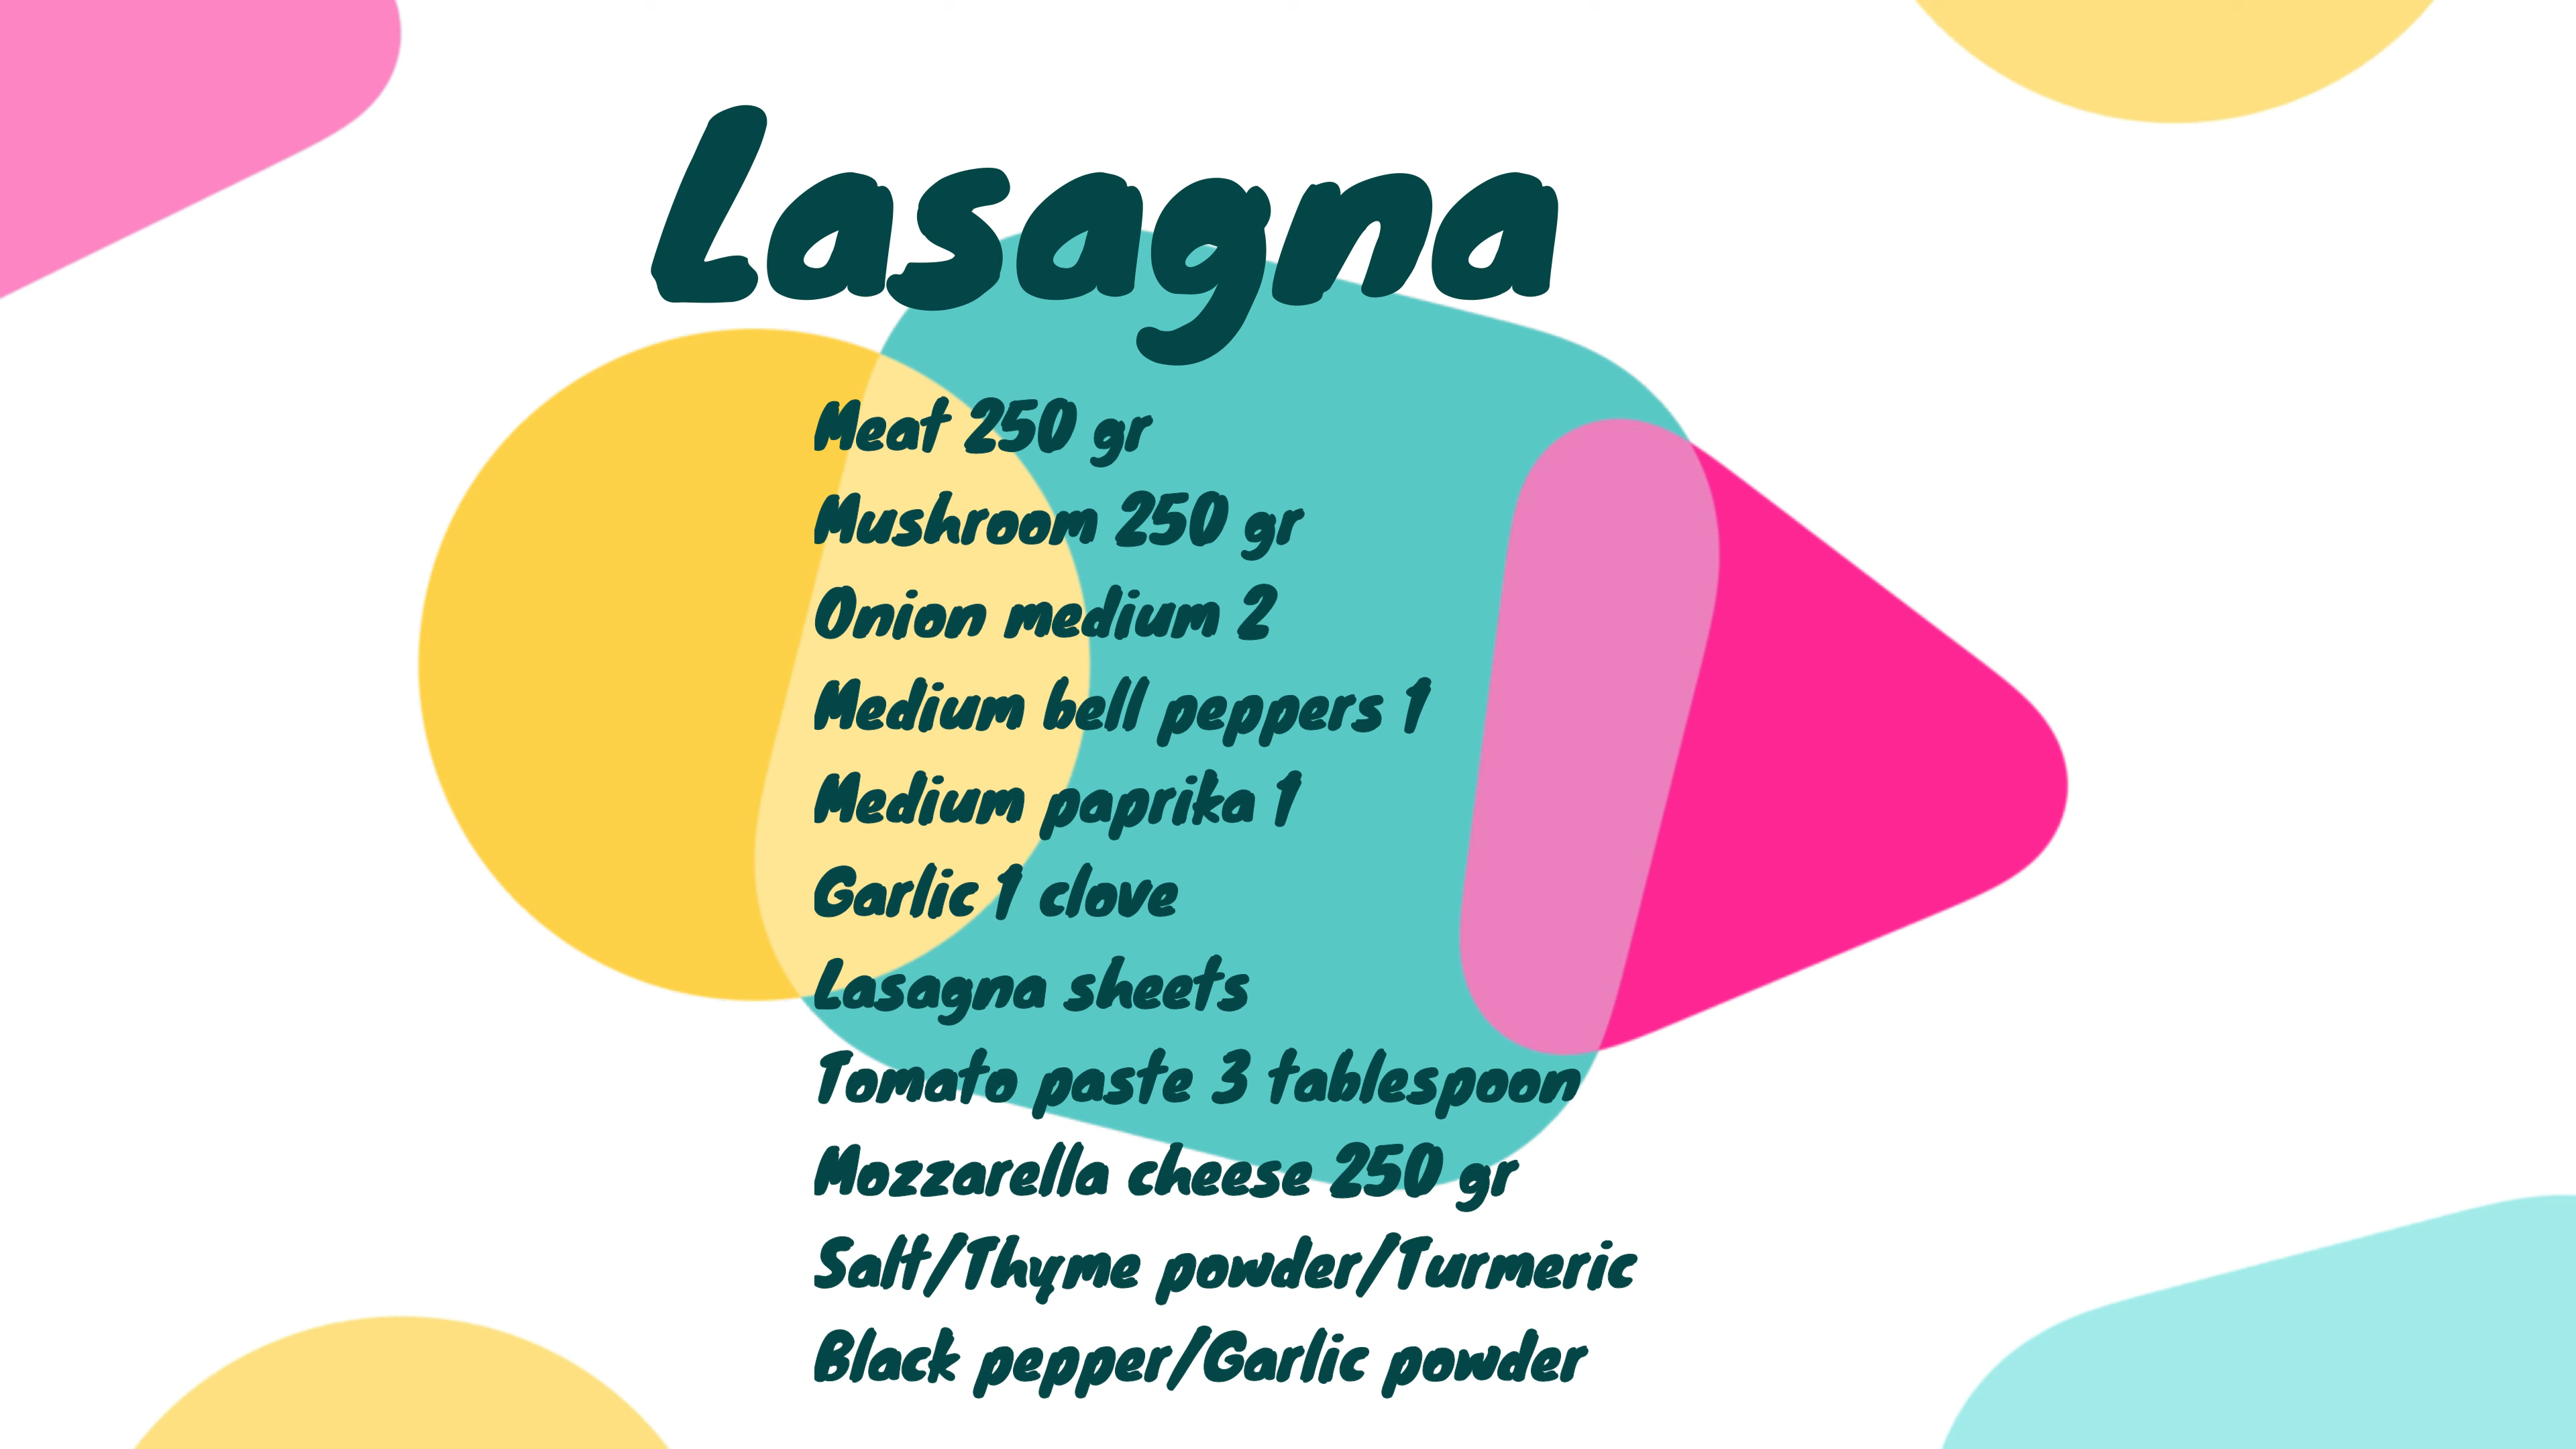 Lasagna
Meat 250 gr
Mushroom 250 gr
Onion medium 2
Medium bell peppers 1
Medium paprika 1
Garlic 1 clove
Lasagna sheets
Tomato paste 3 tablespoon
Mozzarella cheese 250 gr
Salt/Thyme powder/Turmeric
Black pepper/Garlic powder